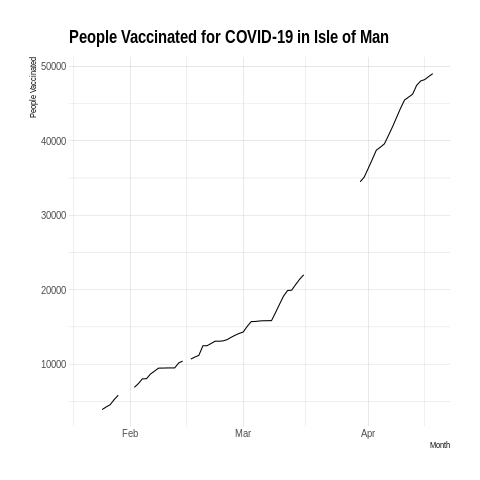 People Vaccinated for COVID-19 in Isle of Man
People Vaccinated
50000
40000
30000
20000
10000
Feb Mar Apr
Month